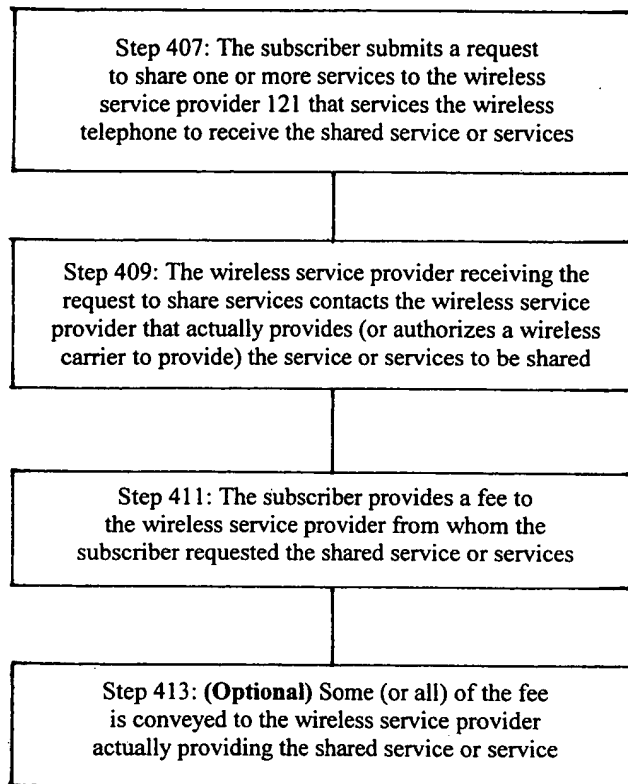 Step 407: The subscriber submits a request
to share one or more services to the wireless
service provider 121 that services the wireless
telephone to receive the shared service or services
Step 409: The wireless service provider receiving the
request to share services contacts the wireless service
provider that actually provides (or authorizes a wireless
carrier to provide) the service or services to be shared
Step 411: The subscriber provides a fee to
the wireless service provider from whom the
subscriber requested the shared service or services
Step 413: (Optional) Some (or all) of the fee
is conveyed to the wireless service provider
actually providing the shared service or service